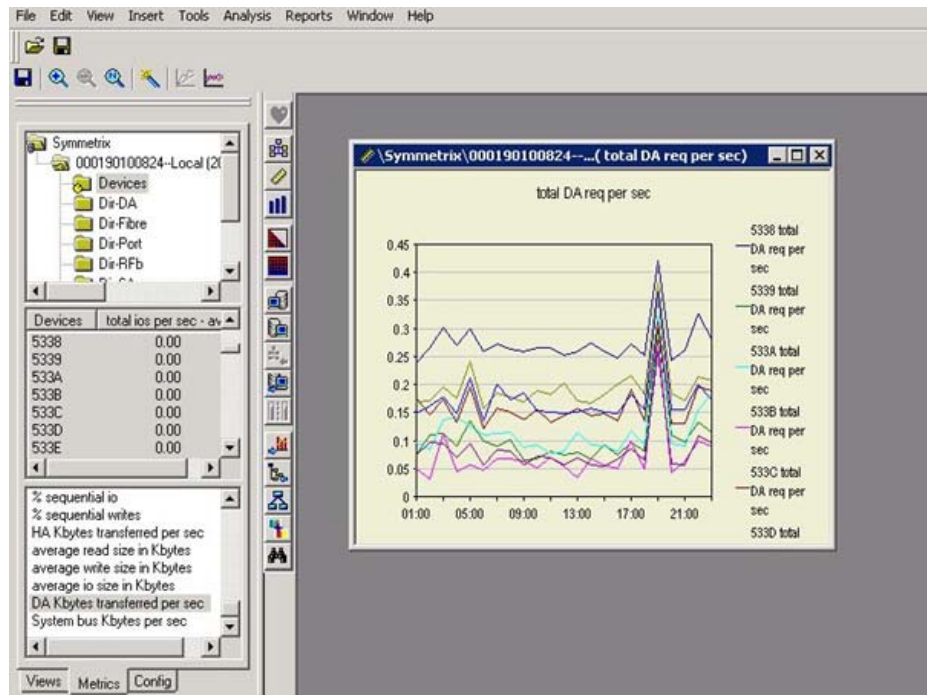 File Edit View Insert Tools Analysis Reports Window Help
Symmetrix
000190100824--Local (20
Devices
Dir-DA
Dir-Fibre
Dir-Port
Dir-RFb
Devices total ios per sec - av
5338 0.00
5339 0.00
533A 0.00
533B 0.00
533C 0.00
533D 0.00
533E 0.00
% sequential io
% sequential writes
HA Kbytes transferred per sec
average read size in Kbytes
average write size in Kbytes
average io size in Kbytes
DA Kbytes transferred per sec
System bus Kbytes per sec
Views Metrics Config
\Symmetrix\000190100824--...( total DA req per sec)
total DA req per sec
0.45
0.4
0.35
0.3
0.25
0.2
0.15
0.1
0.05
0
01:00 05:00 09:00 13:00 17:00 21:00
5338 total
DA req per
sec
5339 total
DA req per
sec
533A total
DA req per
sec
533B total
DA req per
sec
533C total
DA req per
sec
533D total